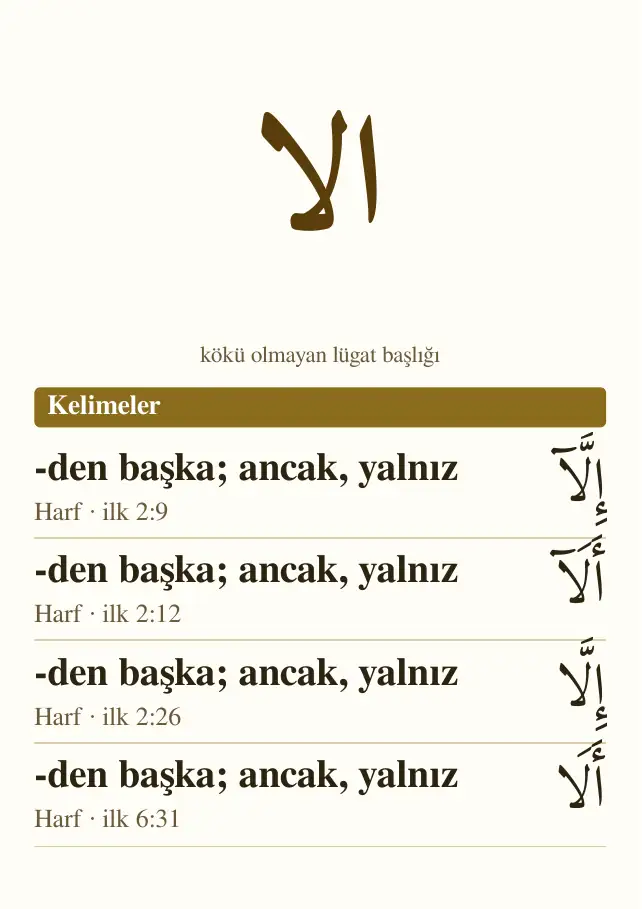 الا
kökü olmayan lügat başlığı
Kelimeler
-den başka; ancak, yalnız إِلَّآ
Harf · ilk 2:9
-den başka; ancak, yalnız أَلَآ
Harf · ilk 2:12
-den başka; ancak, yalnız إِلَّا
Harf · ilk 2:26
-den başka; ancak, yalnız أَلَا
Harf · ilk 6:31